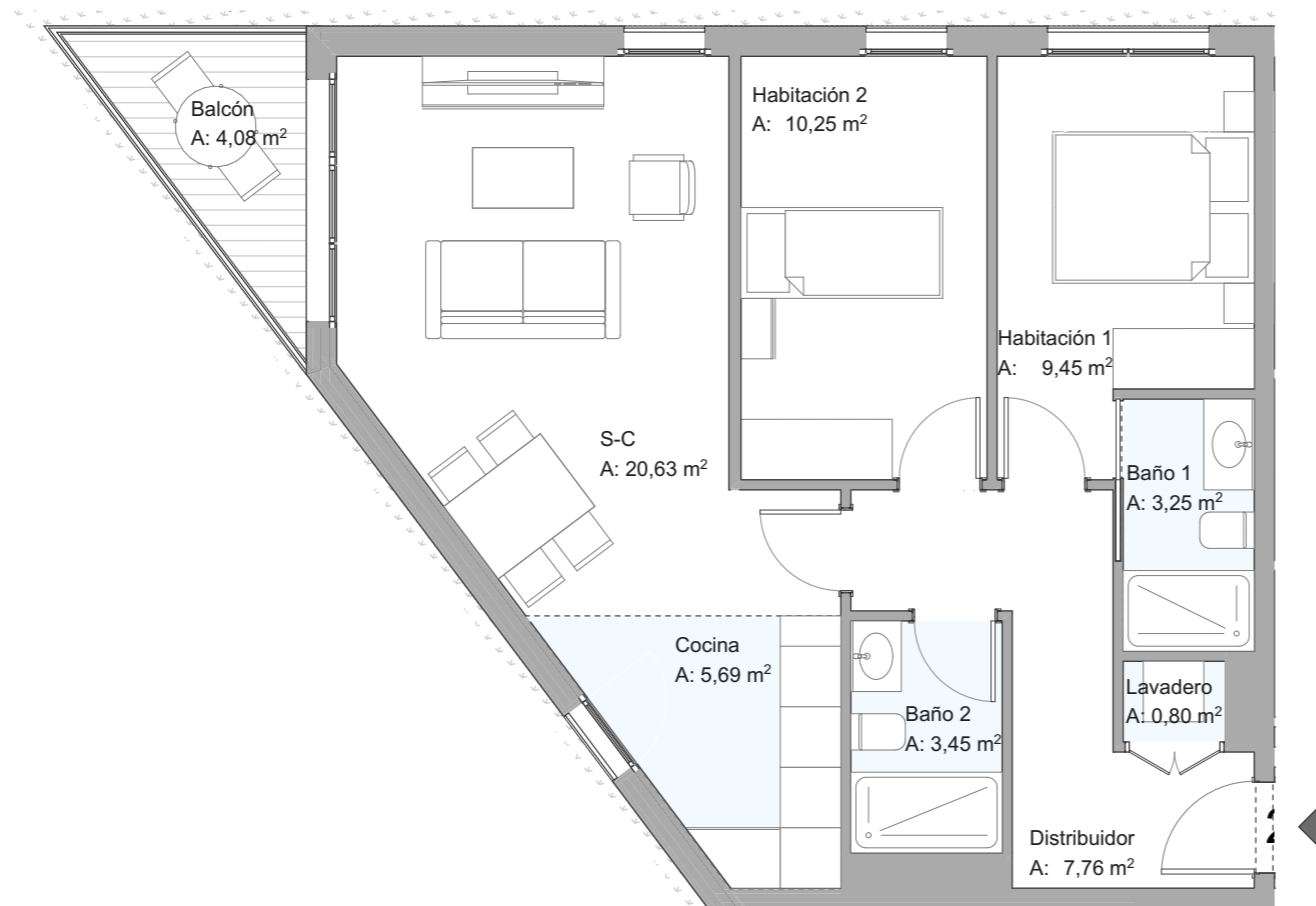 Balcón
A: 4,08 m²
Habitación 2
A: 10,25 m²
Habitación 1
A: 9,45 m²
S-C
A: 20,63 m²
Baño 1
A: 3,25 m²
Cocina
A: 5,69 m²
Baño 2
A: 3,45 m²
Lavadero
A: 0,80 m²
Distribuidor
A: 7,76 m²